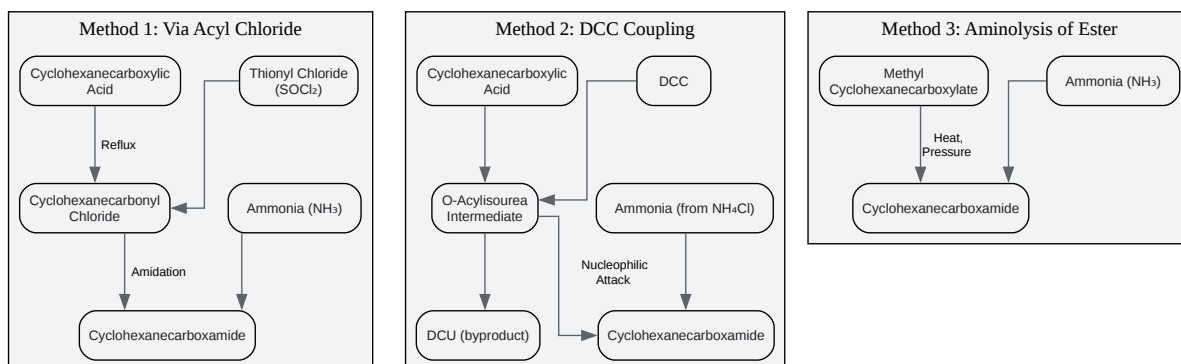 Method 1: Via Acyl Chloride
Cyclohexanecarboxylic
Acid
Thionyl Chloride
(SOCl₂)
Reflux
Cyclohexanecarbonyl
Chloride
Ammonia (NH₃)
Amidation
Cyclohexanecarboxamide
Method 2: DCC Coupling
Cyclohexanecarboxylic
Acid
DCC
O-Acylisourea
Intermediate
Ammonia (from NH₄Cl)
Nucleophilic
Attack
DCU (byproduct)
Cyclohexanecarboxamide
Method 3: Aminolysis of Ester
Methyl
Cyclohexanecarboxylate
Ammonia (NH₃)
Heat,
Pressure
Cyclohexanecarboxamide